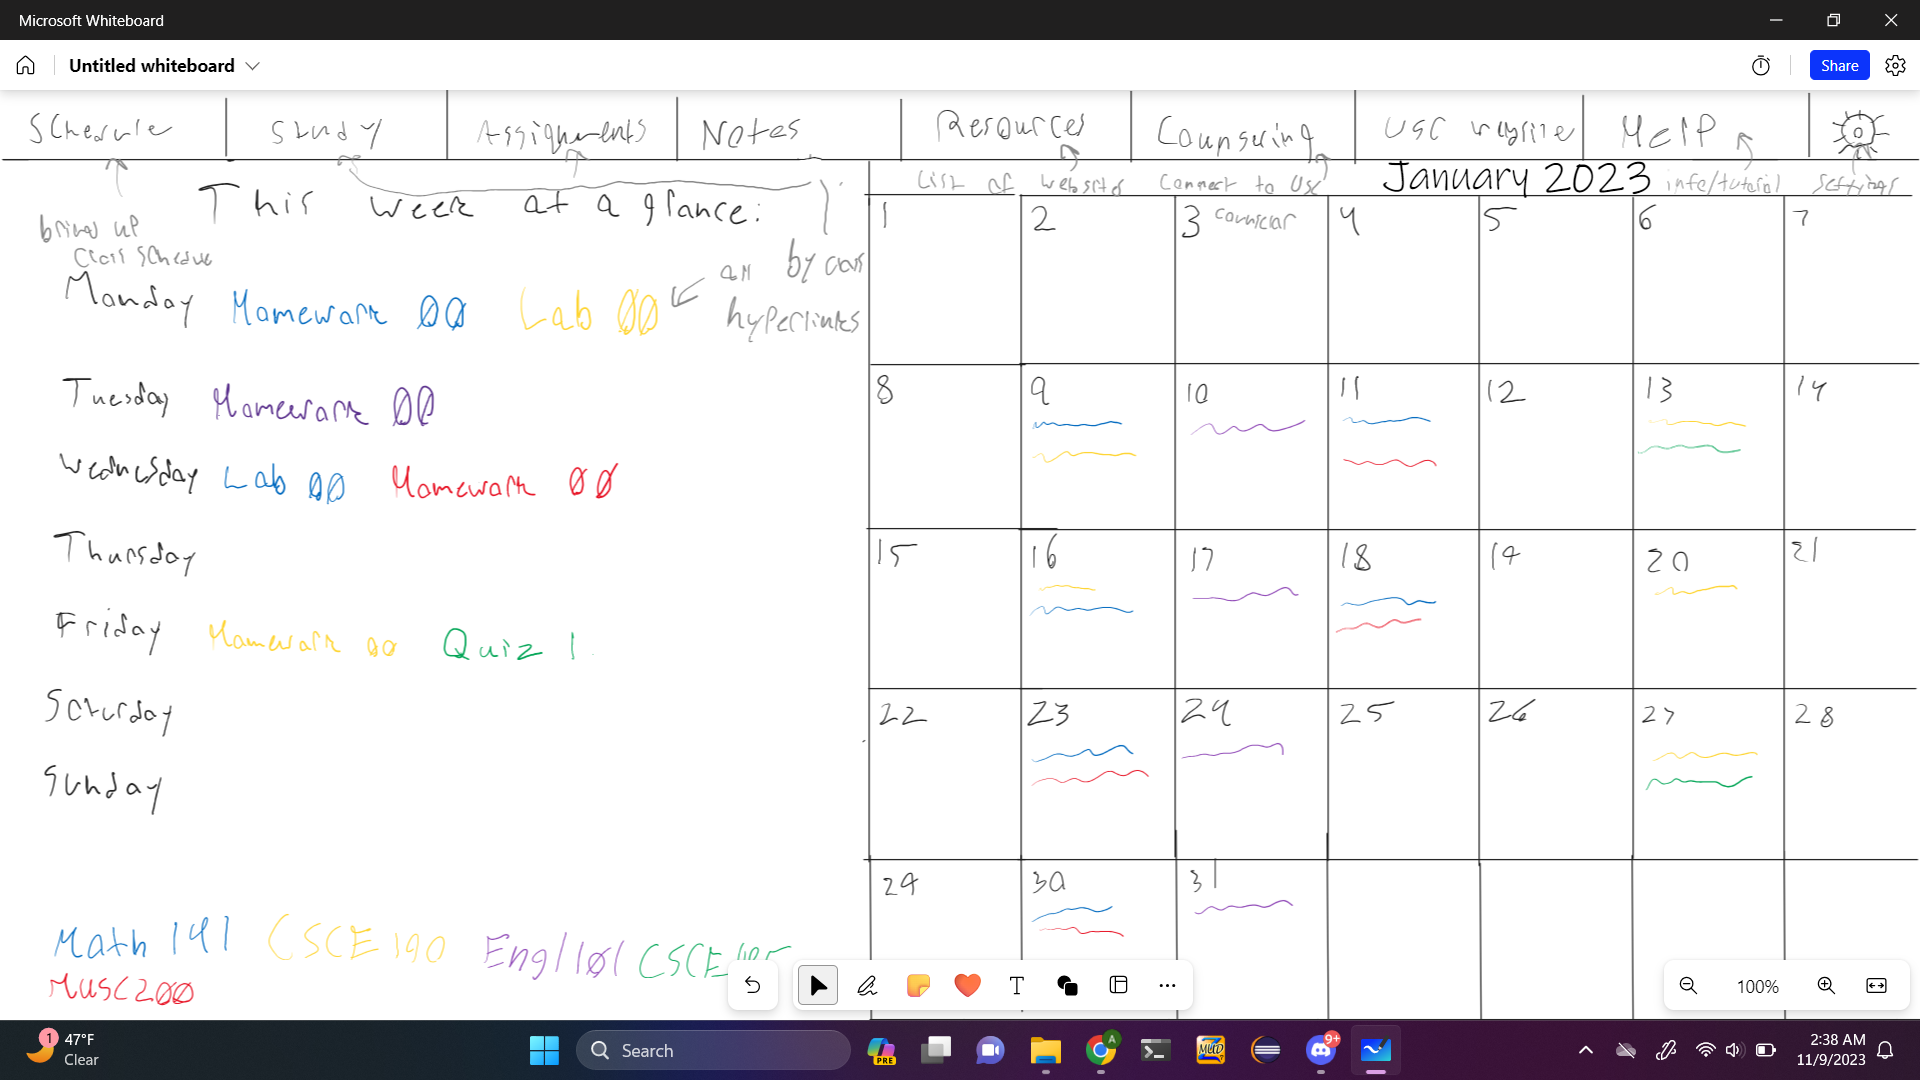 Microsoft Whiteboard
Untitled whiteboard
Share
Schedule Study Assignments Notes Resources Counsuring USC website Help
List of websites Connect to USC January 2023 info/tutorial settings
This week at a glance:
brings up
class schedule
all by class
hyperlinks
Monday Homework 00 Lab 00
Tuesday Homework 00
Wednesday Lab 00 Homework 00
Thursday
Friday Homework 00 Quiz 1
Saturday
Sunday
Math 141 CSCE 190 Engl 101 CSCE
MUSC 200
1 2 3 4 5 6 7
8 9 10 11 12 13 14
15 16 17 18 19 20 21
22 23 24 25 26 27 28
29 30 31
100%
1
47°F
Clear
Search
PRE
A
9+
2:38 AM
11/9/2023